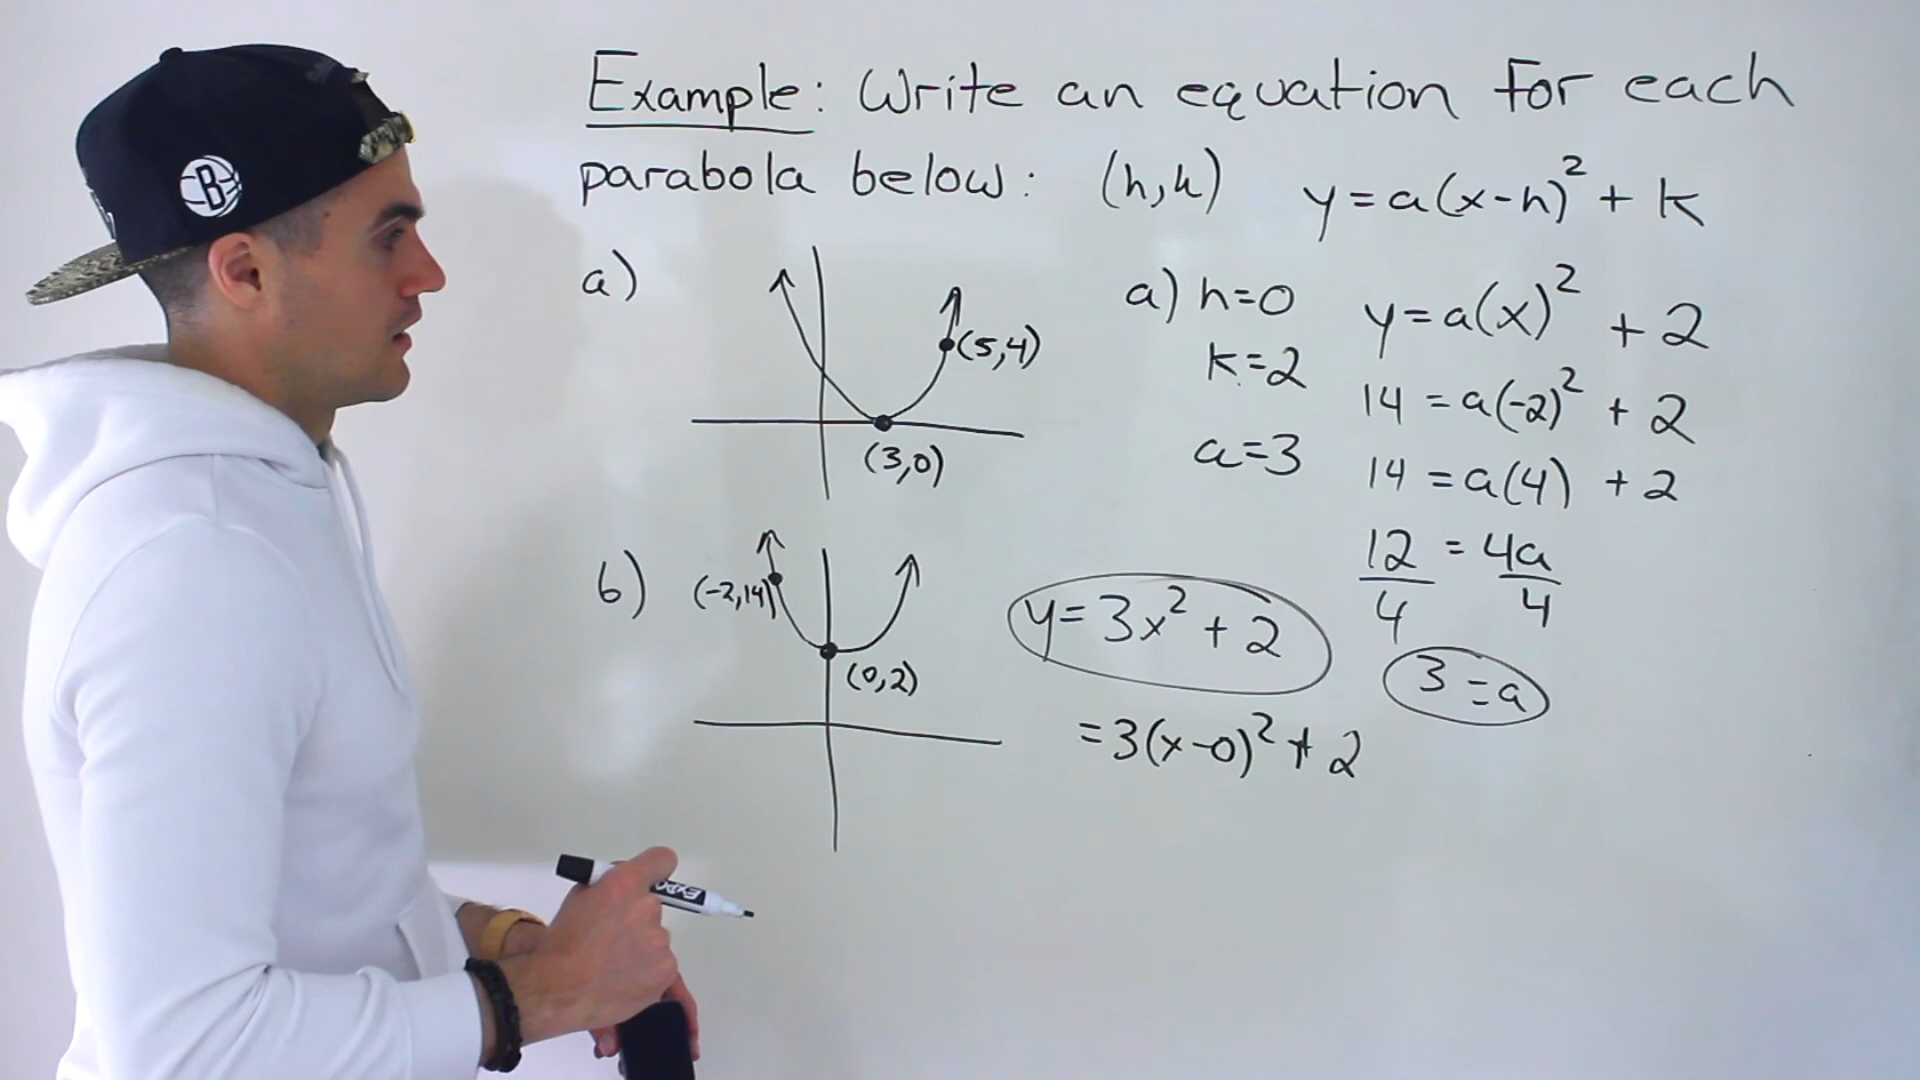 Example: Write an equation for each
parabola below: (h,k) y=a(x-h)² + k
a)
(5,4)
(3,0)
b)
(-2,14)
(0,2)
y=3x²+2
=3(x-0)²+2
a) h=0
k=2
a=3
y=a(x)² + 2
14 = a(-2)² + 2
14 = a(4) + 2
12 = 4a
4 4
3=a
B
EXPO